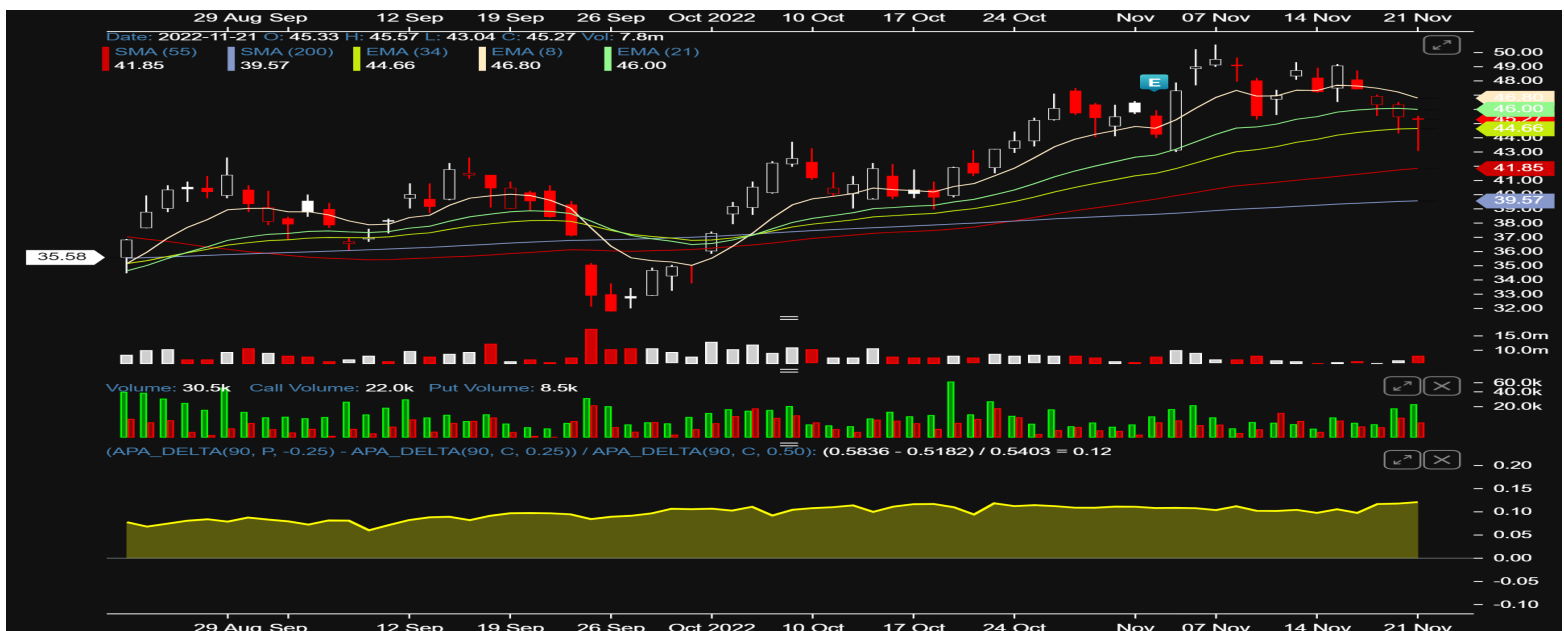 29 Aug Sep 12 Sep 19 Sep 26 Sep Oct 2022 10 Oct 17 Oct 24 Oct Nov 07 Nov 14 Nov 21 Nov
Date: 2022-11-21 O: 45.33 H: 45.57 L: 43.04 C: 45.27 Vol: 7.8m
SMA (55) SMA (200) EMA (34) EMA (8) EMA (21)
41.85 39.57 44.66 46.80 46.00
50.00
49.00
48.00
E
46.80
46.00
45.27
44.66
44.00
43.00
41.85
41.00
39.57
39.00
38.00
37.00
35.58
35.00
34.00
33.00
32.00
15.0m
10.0m
Volume: 30.5k Call Volume: 22.0k Put Volume: 8.5k
60.0k
40.0k
20.0k
(APA_DELTA(90, P, -0.25) - APA_DELTA(90, C, 0.25)) / APA_DELTA(90, C, 0.50): (0.5836 - 0.5182) / 0.5403 = 0.12
0.20
0.15
0.10
0.05
0.00
-0.05
-0.10
29 Aug Sep 12 Sep 19 Sep 26 Sep Oct 2022 10 Oct 17 Oct 24 Oct Nov 07 Nov 14 Nov 21 Nov